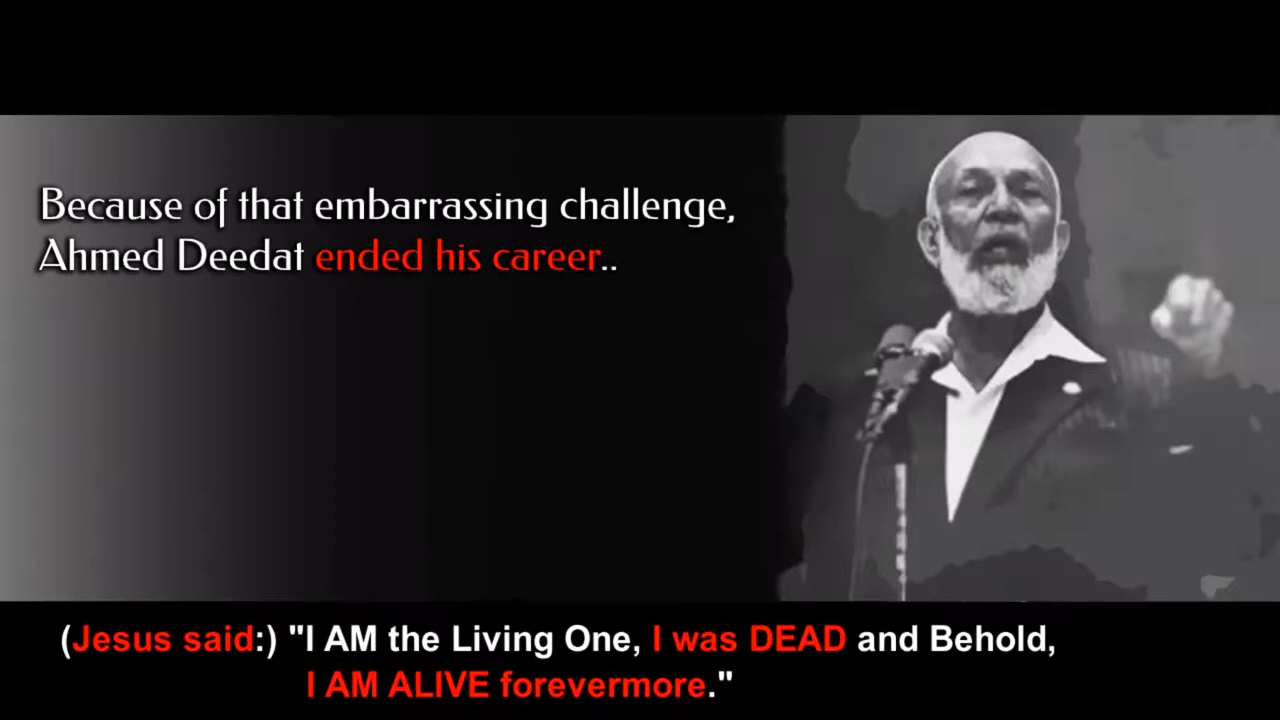 Because of that embarrassing challenge,
Ahmed Deedat ended his career..
(Jesus said:) "I AM the Living One, I was DEAD and Behold,
I AM ALIVE forevermore."